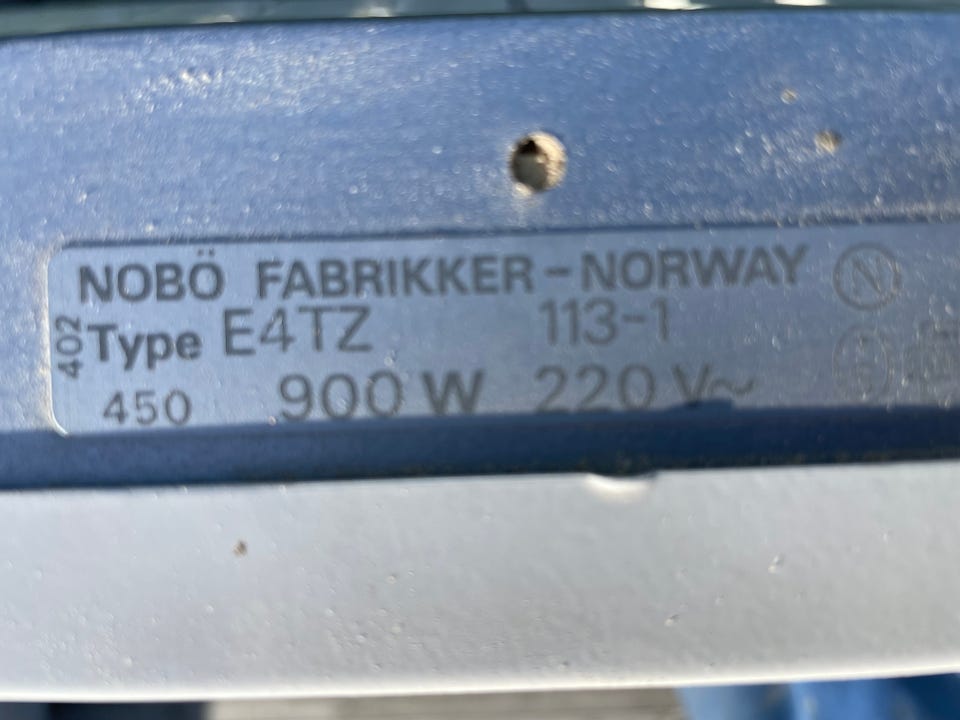 NOBÖ FABRIKKER - NORWAY N
402
Type E4TZ 113-1
450 900 W 220 V~